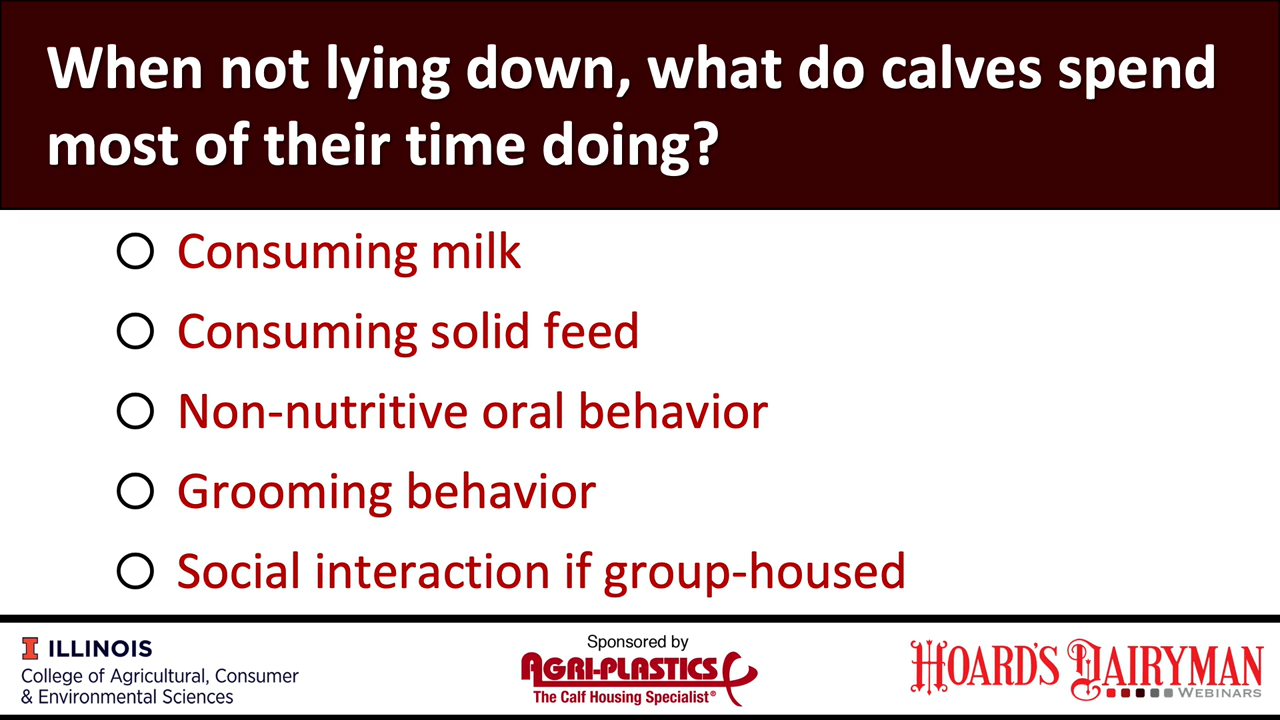 When not lying down, what do calves spend
most of their time doing?
Consuming milk
Consuming solid feed
Non-nutritive oral behavior
Grooming behavior
Social interaction if group-housed
I ILLINOIS
College of Agricultural, Consumer
& Environmental Sciences
Sponsored by
AGRI-PLASTICS
The Calf Housing Specialist®
HOARD'S DAIRYMAN
WEBINARS